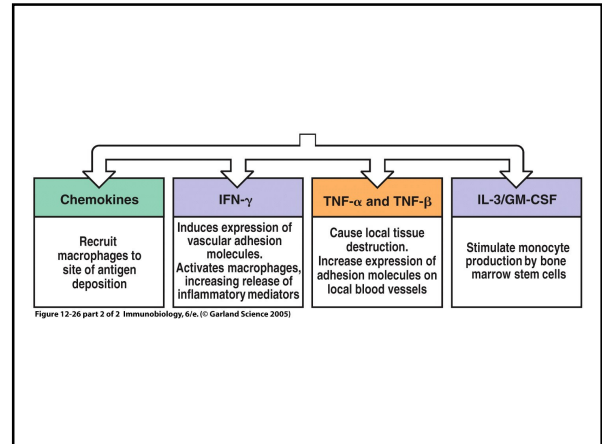 Chemokines
Recruit
macrophages to
site of antigen
deposition
IFN-γ
Induces expression of
vascular adhesion
molecules.
Activates macrophages,
increasing release of
inflammatory mediators
TNF-α and TNF-β
Cause local tissue
destruction.
Increase expression of
adhesion molecules on
local blood vessels
IL-3/GM-CSF
Stimulate monocyte
production by bone
marrow stem cells
Figure 12-26 part 2 of 2 Immunobiology, 6/e. (© Garland Science 2005)